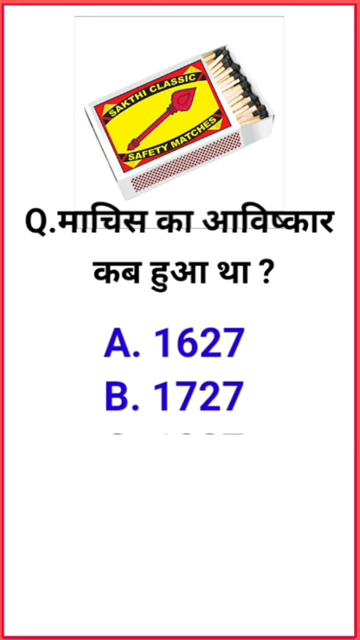 SAKTHI CLASSIC
SAFETY MATCHES
Q.माचिस का आविष्कार
कब हुआ था ?
A. 1627
B. 1727